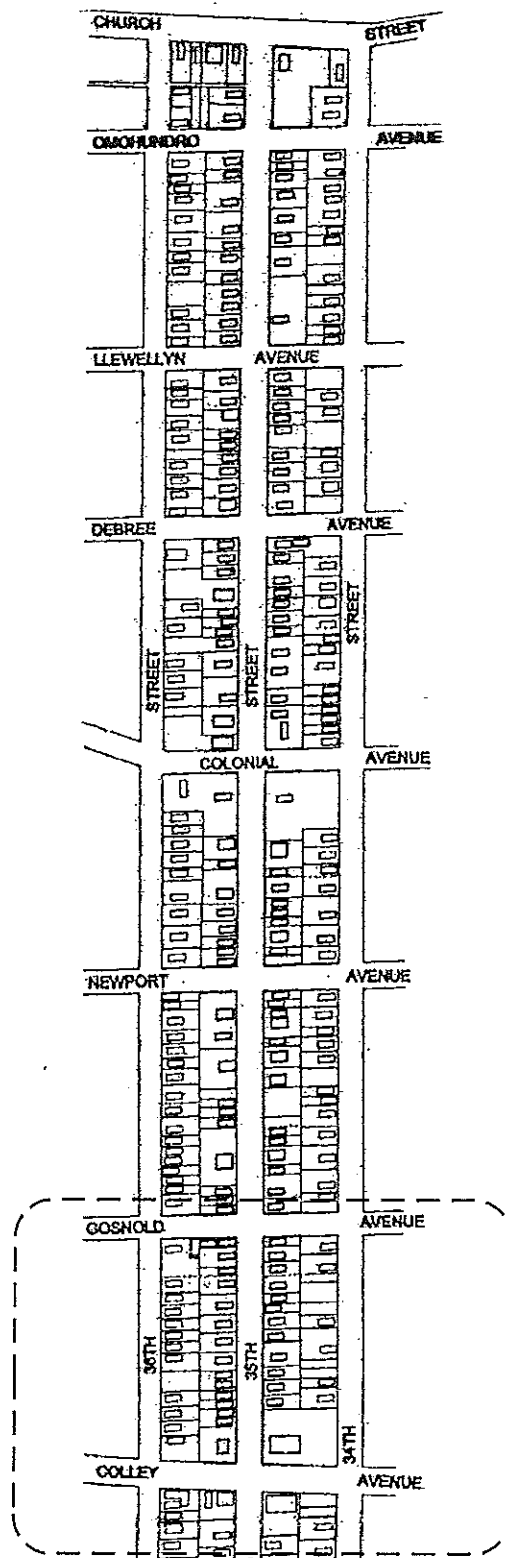 CHURCH STREET
OMOHUNDRO AVENUE
LLEWELLYN AVENUE
DEBREE AVENUE
STREET STREET STREET
COLONIAL AVENUE
NEWPORT AVENUE
GOSNOLD AVENUE
36TH 35TH 34TH
COLLEY AVENUE